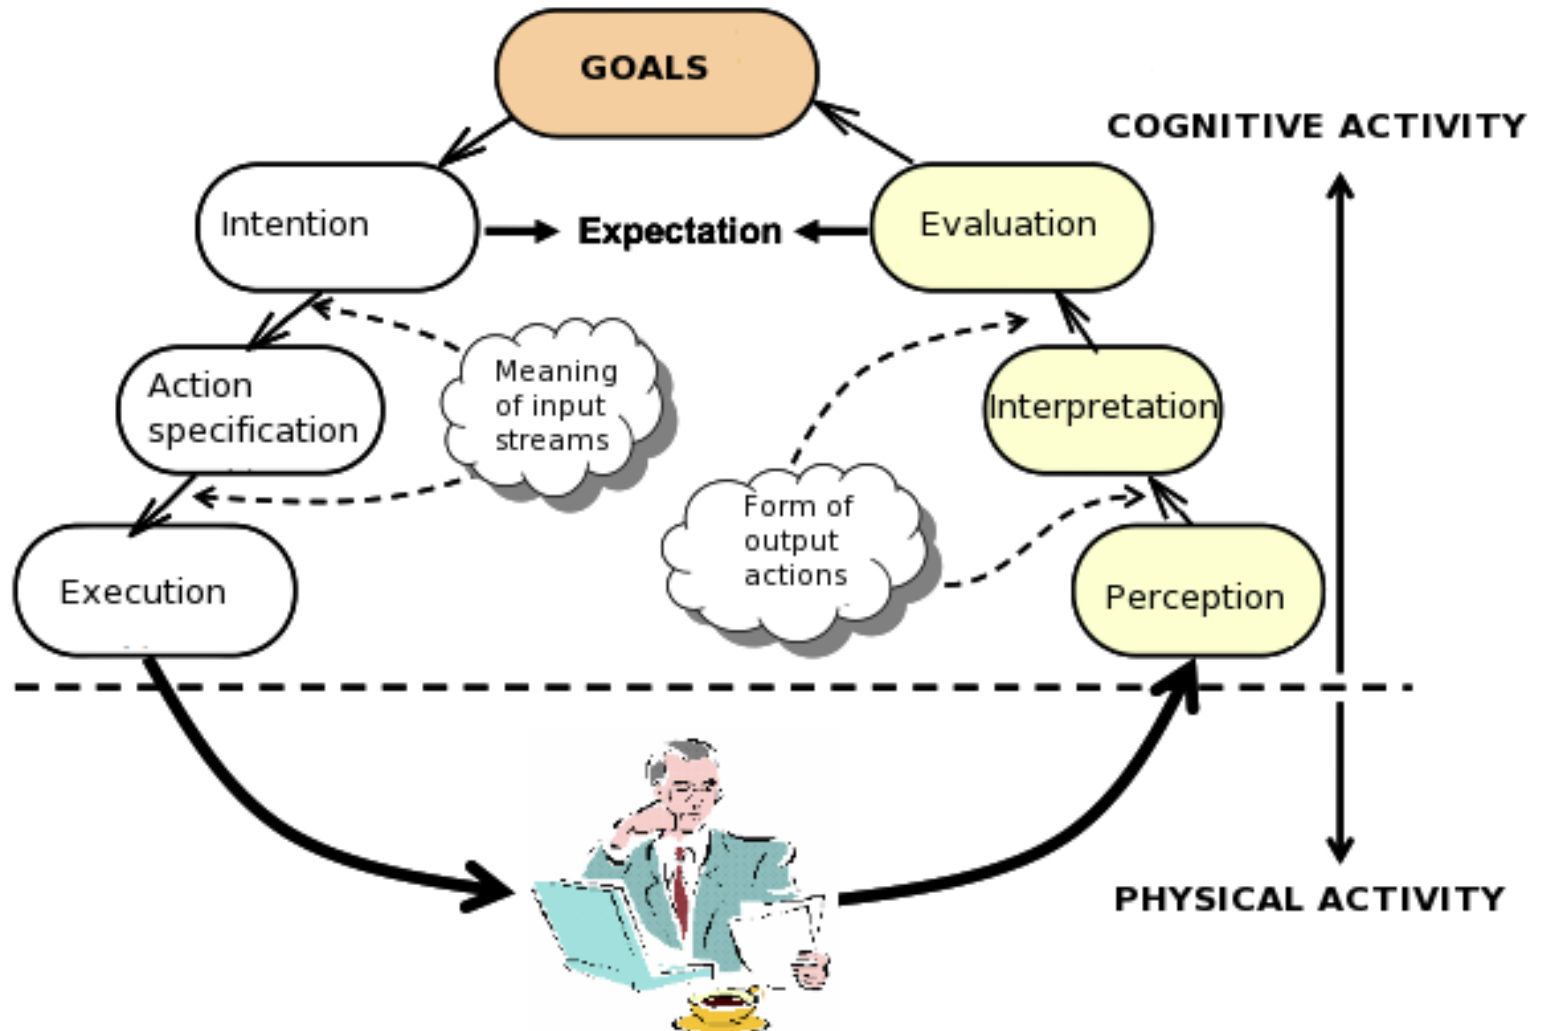 GOALS
COGNITIVE ACTIVITY
Intention
Expectation
Evaluation
Action
specification
Meaning
of input
streams
Interpretation
Form of
output
actions
Execution
Perception
PHYSICAL ACTIVITY